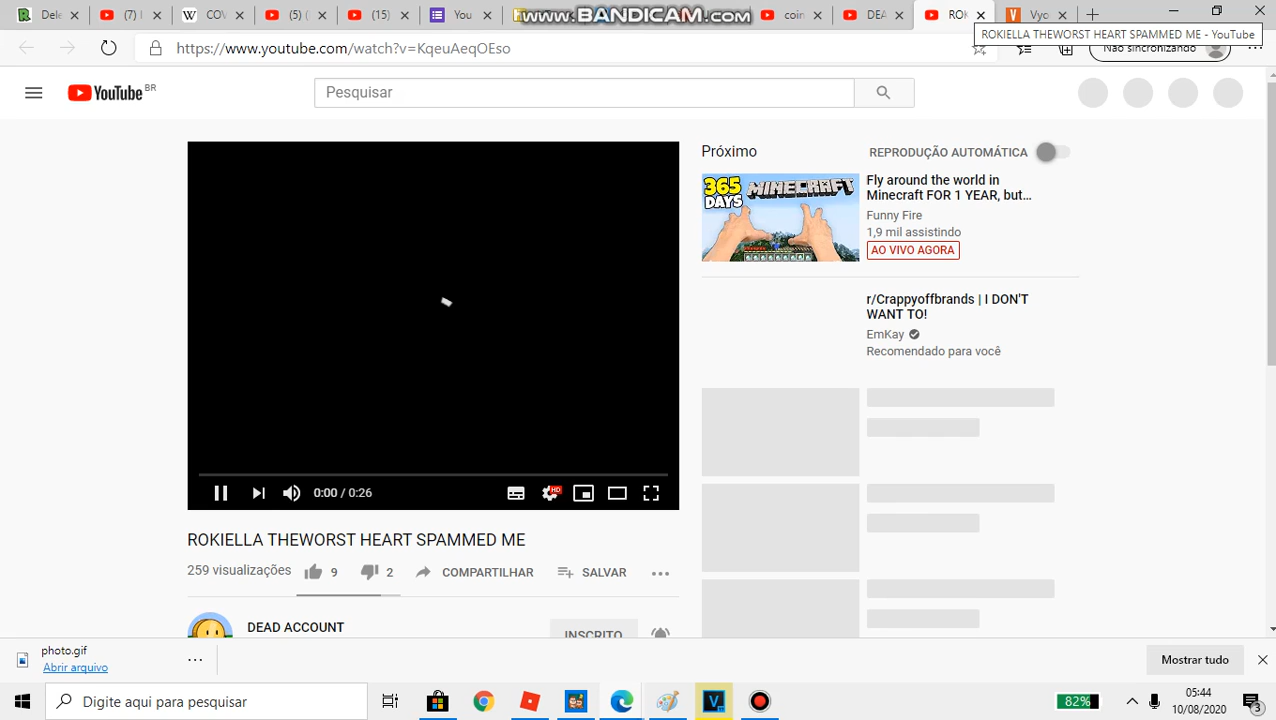 Dele
(7) I
(15)
W
COV
You
www.BANDICAM.com
coin
DEA
ROK
Vyc
ROKIELLA THEWORST HEART SPAMMED ME - YouTube
https://www.youtube.com/watch?v=KqeuAeqOEso
Não sincronizando
YouTube BR
Pesquisar
Próximo
REPRODUÇÃO AUTOMÁTICA
365 DAYS
MINECRAFT
Fly around the world in
Minecraft FOR 1 YEAR, but...
Funny Fire
1,9 mil assistindo
AO VIVO AGORA
r/Crappyoffbrands | I DON'T
WANT TO!
EmKay
Recomendado para você
0:00 / 0:26
HD
ROKIELLA THEWORST HEART SPAMMED ME
259 visualizações
9
2
COMPARTILHAR
SALVAR
DEAD ACCOUNT
INSCRITO
photo.gif
Abrir arquivo
Mostrar tudo
Digite aqui para pesquisar
82%
05:44
10/08/2020
3